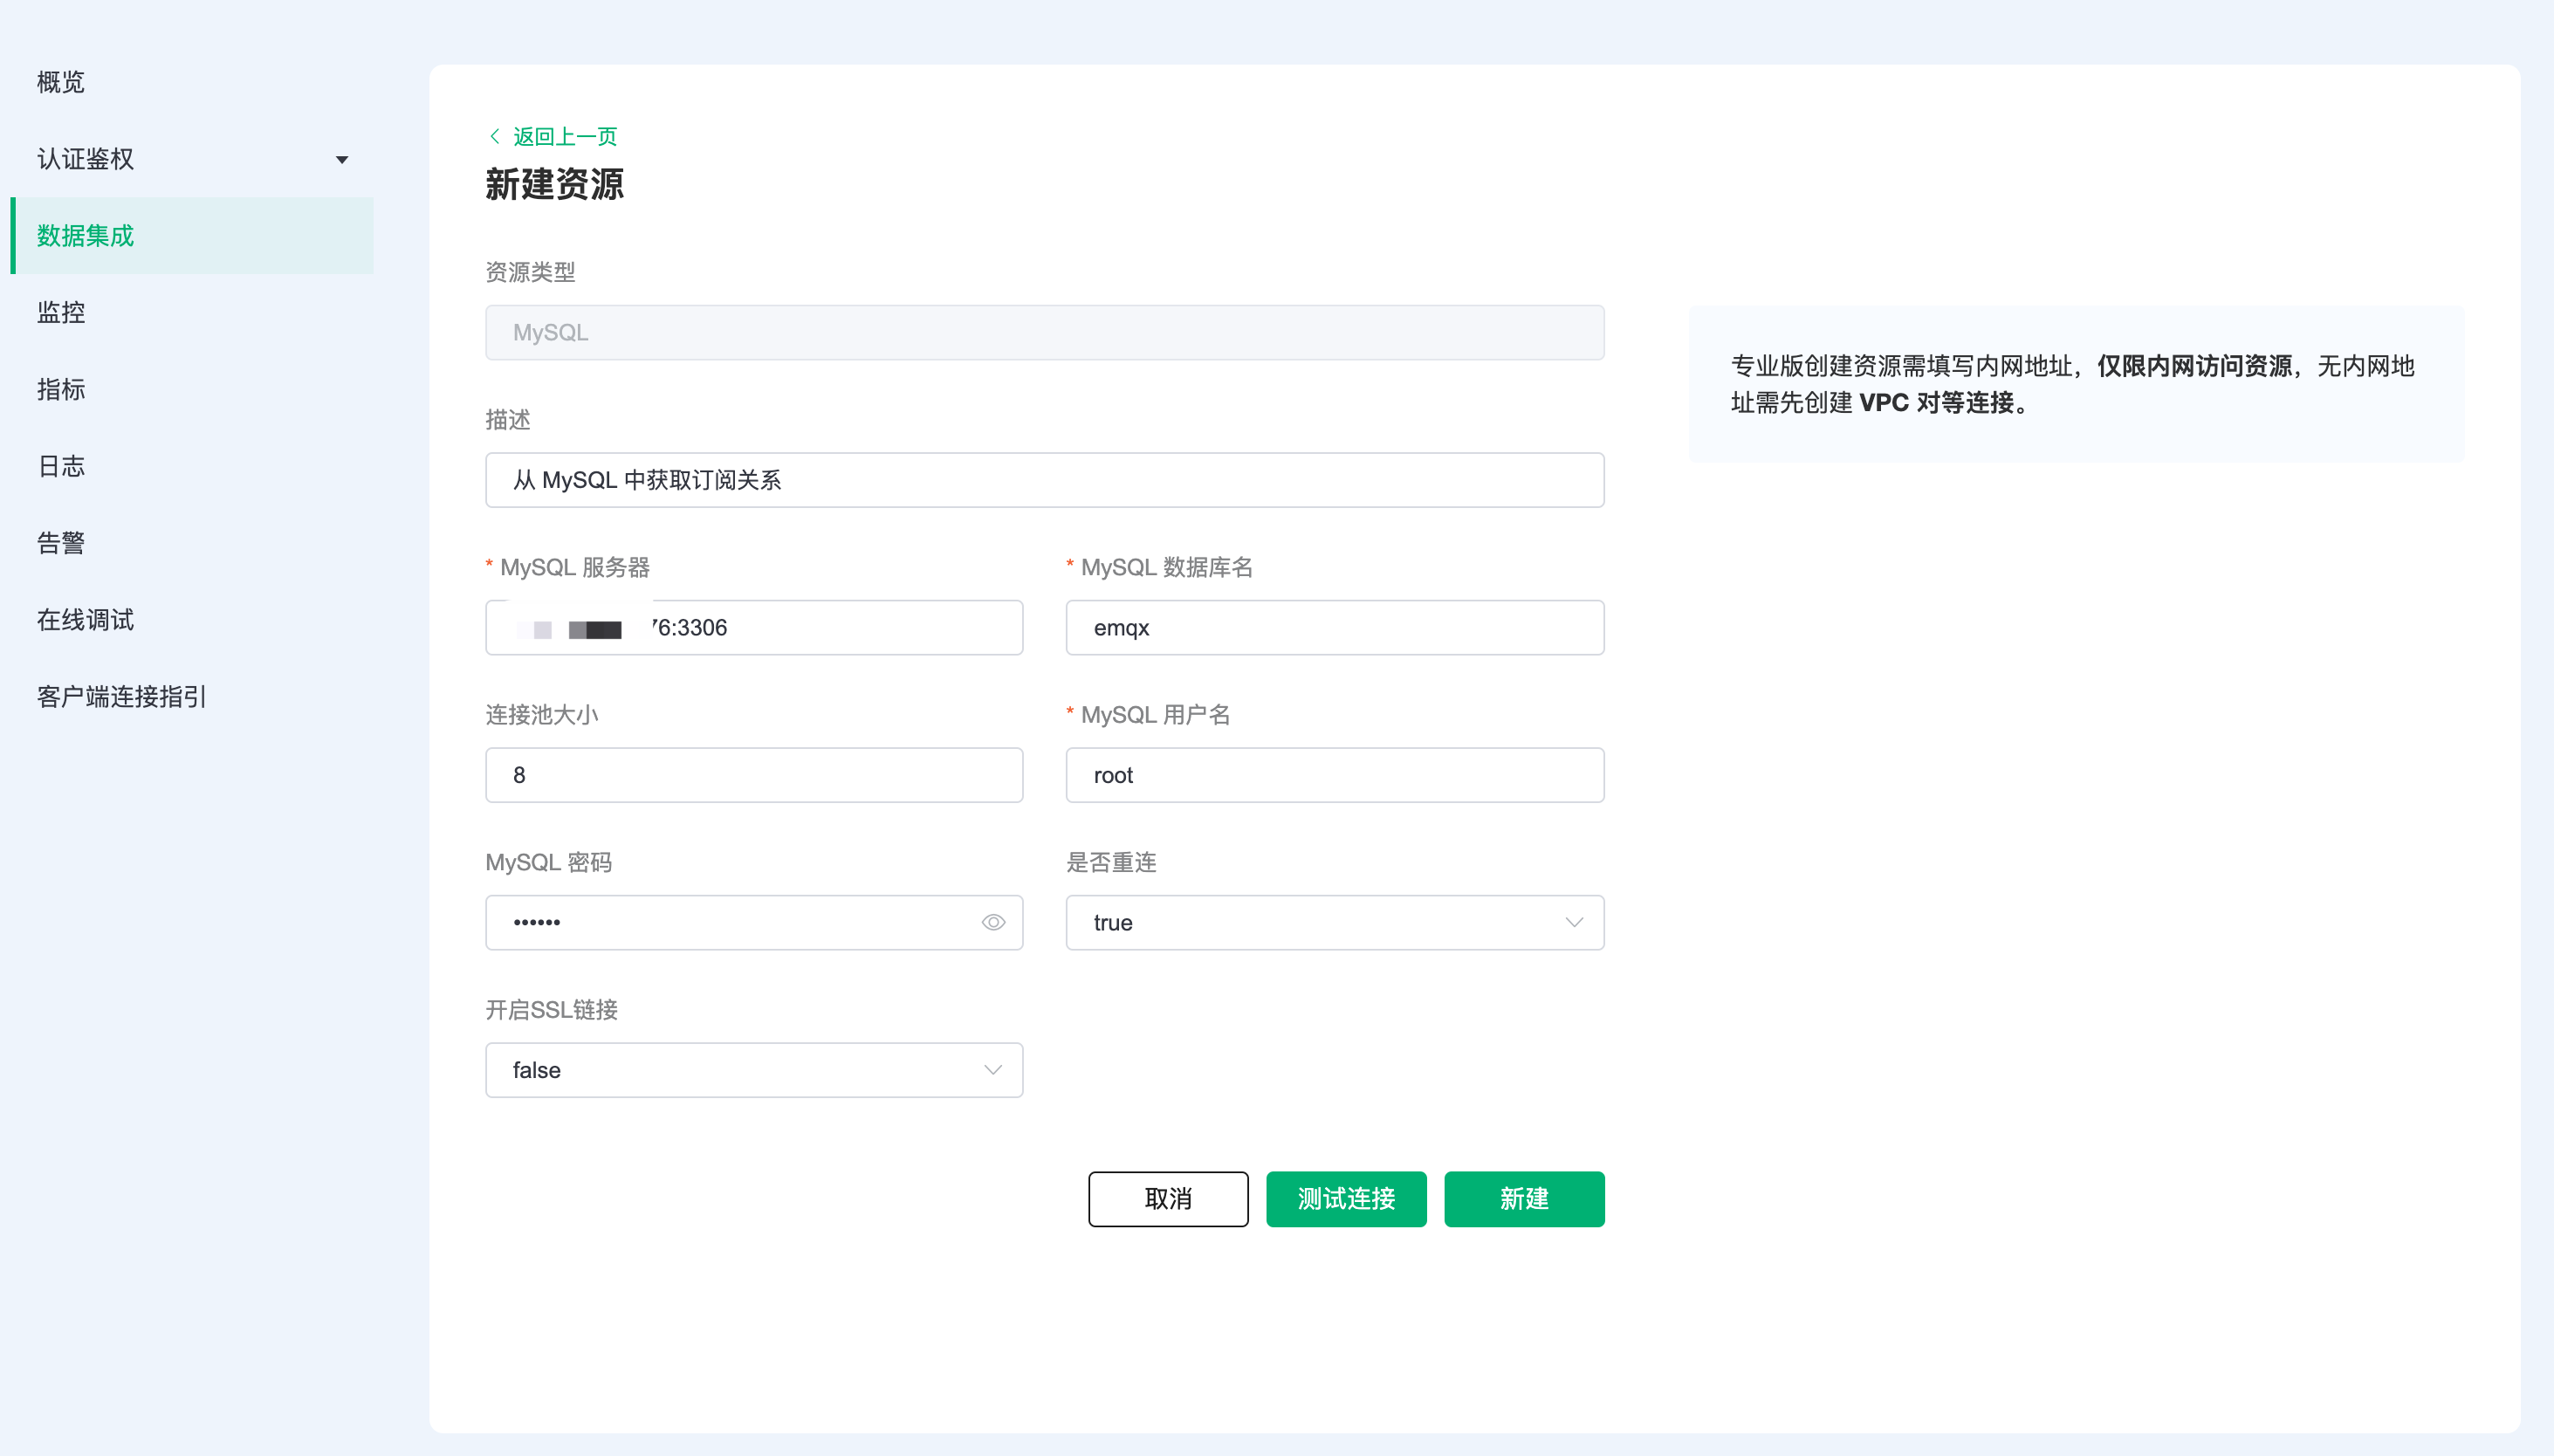 概览
认证鉴权
数据集成
监控
指标
日志
告警
在线调试
客户端连接指引
返回上一页
新建资源
资源类型
MySQL
描述
从 MySQL 中获取订阅关系
* MySQL 服务器
* MySQL 数据库名
76:3306
emqx
连接池大小
* MySQL 用户名
8
root
MySQL 密码
是否重连
••••••
true
开启SSL链接
false
取消
测试连接
新建
专业版创建资源需填写内网地址，仅限内网访问资源，无内网地
址需先创建 VPC 对等连接。